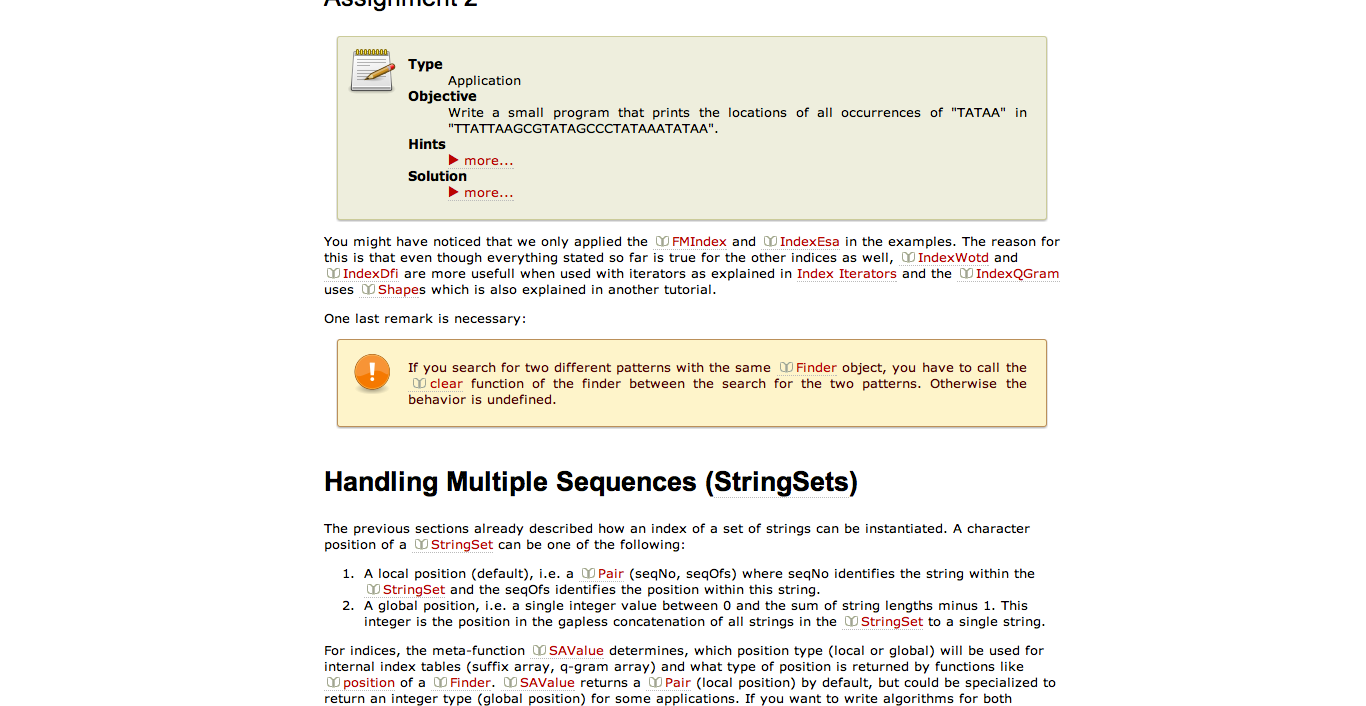 Assignment 2
Type
Application
Objective
Write a small program that prints the locations of all occurrences of "TATAA" in
"TTATTAAGCGTATAGCCCTATAAATATAA".
Hints
more...
Solution
more...
You might have noticed that we only applied the FMIndex and IndexEsa in the examples. The reason for
this is that even though everything stated so far is true for the other indices as well, IndexWotd and
IndexDfi are more usefull when used with iterators as explained in Index Iterators and the IndexQGram
uses Shapes which is also explained in another tutorial.
One last remark is necessary:
If you search for two different patterns with the same Finder object, you have to call the
clear function of the finder between the search for the two patterns. Otherwise the
behavior is undefined.
Handling Multiple Sequences (StringSets)
The previous sections already described how an index of a set of strings can be instantiated. A character
position of a StringSet can be one of the following:
1. A local position (default), i.e. a Pair (seqNo, seqOfs) where seqNo identifies the string within the
StringSet and the seqOfs identifies the position within this string.
2. A global position, i.e. a single integer value between 0 and the sum of string lengths minus 1. This
integer is the position in the gapless concatenation of all strings in the StringSet to a single string.
For indices, the meta-function SAValue determines, which position type (local or global) will be used for
internal index tables (suffix array, q-gram array) and what type of position is returned by functions like
position of a Finder. SAValue returns a Pair (local position) by default, but could be specialized to
return an integer type (global position) for some applications. If you want to write algorithms for both